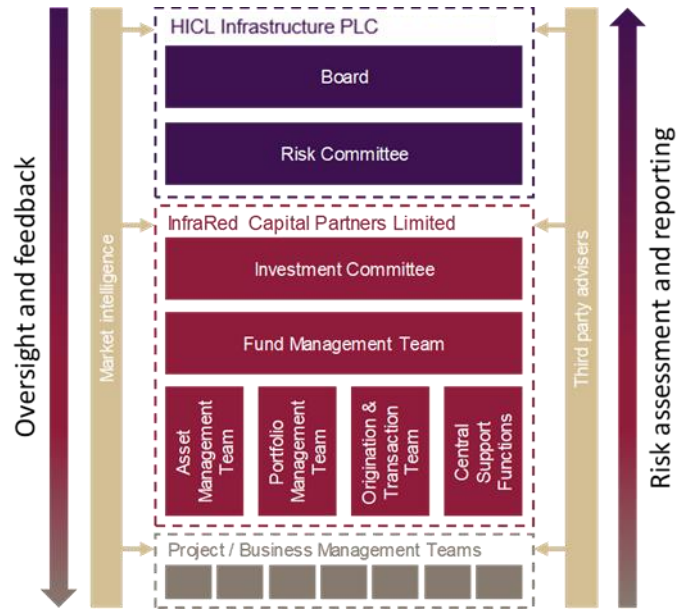 HICL Infrastructure PLC
Board
Risk Committee
InfraRed Capital Partners Limited
Investment Committee
Fund Management Team
Asset
Management
Team
Portfolio
Management
Team
Origination &
Transaction
Team
Central
Support
Functions
Project / Business Management Teams
Oversight and feedback
Market intelligence
Third party advisers
Risk assessment and reporting